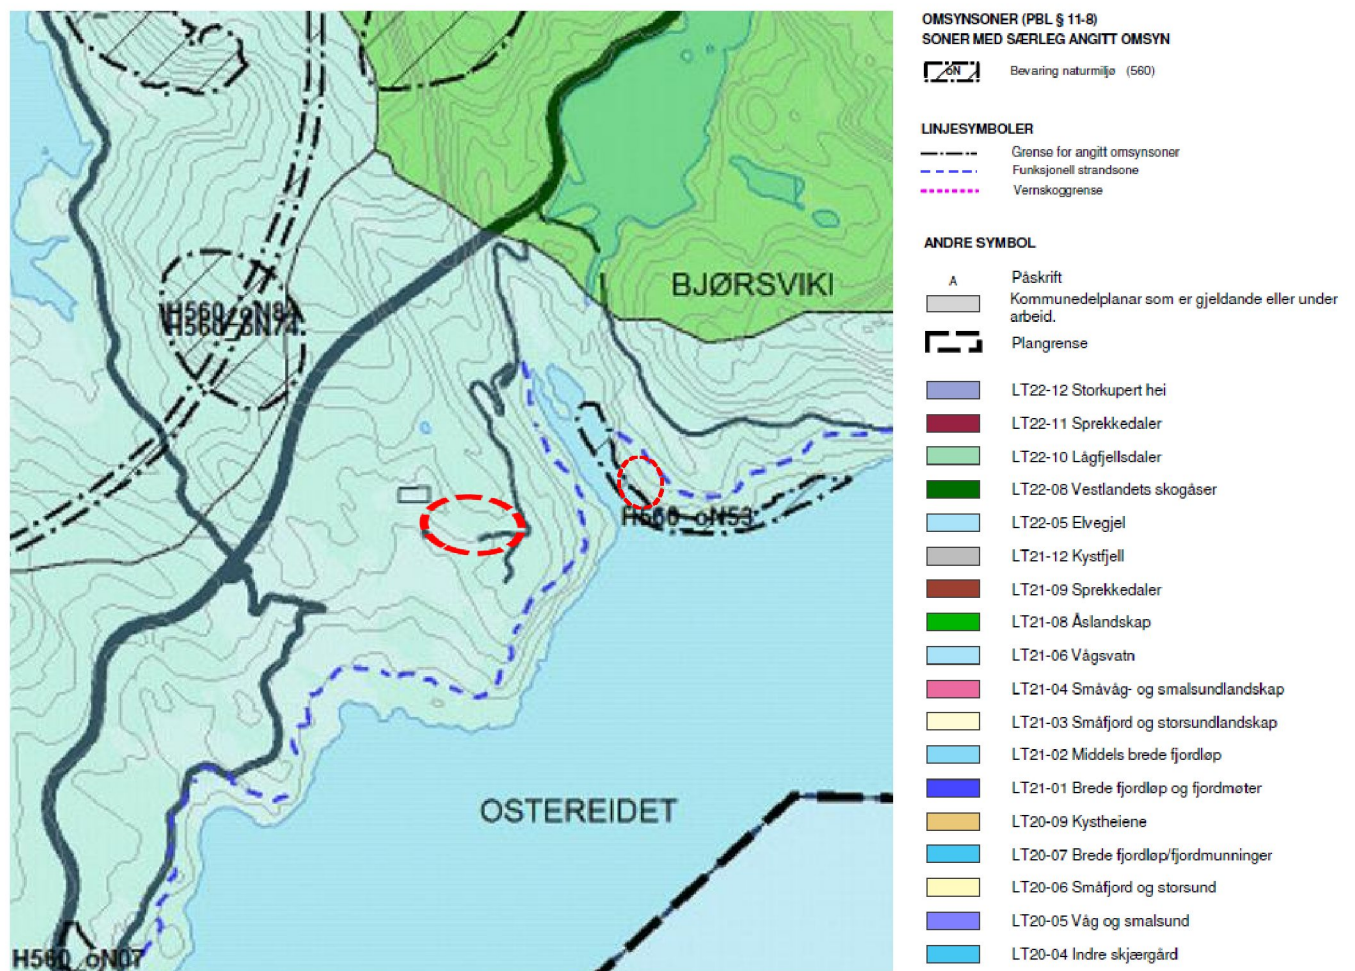 H560_oN84
H560_oN74
BJØRSVIKI
H560_oN53
OSTEREIDET
H560_oN07
OMSYNSONER (PBL § 11-8)
SONER MED SÆRLEG ANGITT OMSYN
oN
Bevaring naturmiljø (560)
LINJESYMBOLER
Grense for angitt omsynsoner
Funksjonell strandsone
Vernskoggrense
ANDRE SYMBOL
A Påskrift
Kommunedelplanar som er gjeldande eller under
arbeid.
Plangrense
LT22-12 Storkupert hei
LT22-11 Sprekkedaler
LT22-10 Lågfjellsdaler
LT22-08 Vestlandets skogåser
LT22-05 Elvegjel
LT21-12 Kystfjell
LT21-09 Sprekkedaler
LT21-08 Åslandskap
LT21-06 Vågsvatn
LT21-04 Småvåg- og smalsundlandskap
LT21-03 Småfjord og storsundlandskap
LT21-02 Middels brede fjordløp
LT21-01 Brede fjordløp og fjordmøter
LT20-09 Kystheiene
LT20-07 Brede fjordløp/fjordmunninger
LT20-06 Småfjord og storsund
LT20-05 Våg og smalsund
LT20-04 Indre skjærgård